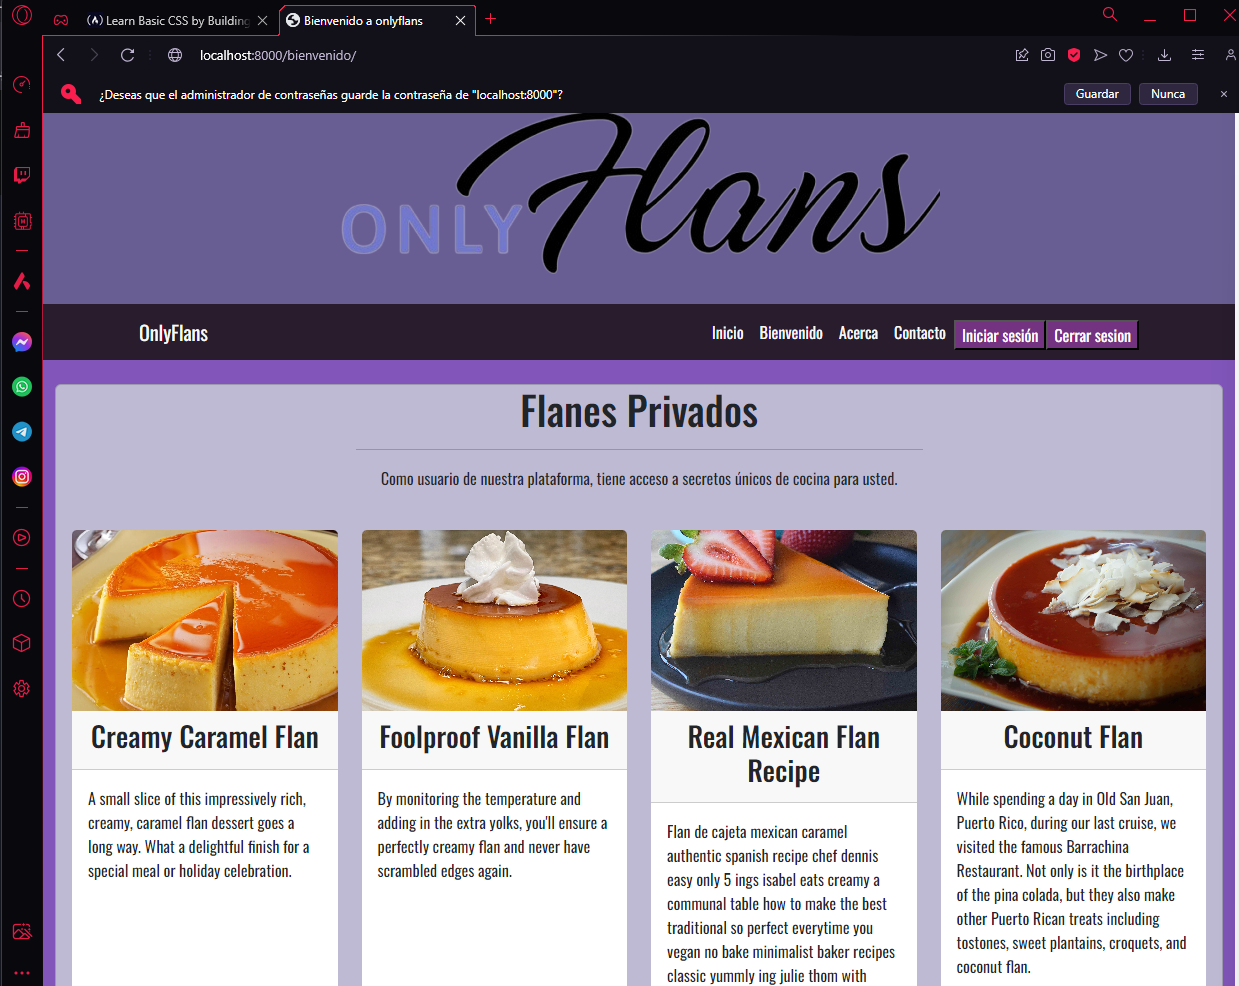 Learn Basic CSS by Building
Bienvenido a onlyflans
localhost:8000/bienvenido/
¿Deseas que el administrador de contraseñas guarde la contraseña de "localhost:8000"?
Guardar
Nunca
ONLY Flans
OnlyFlans
Inicio
Bienvenido
Acerca
Contacto
Iniciar sesión
Cerrar sesion
Flanes Privados
Como usuario de nuestra plataforma, tiene acceso a secretos únicos de cocina para usted.
Creamy Caramel Flan
A small slice of this impressively rich,
creamy, caramel flan dessert goes a
long way. What a delightful finish for a
special meal or holiday celebration.
Foolproof Vanilla Flan
By monitoring the temperature and
adding in the extra yolks, you'll ensure a
perfectly creamy flan and never have
scrambled edges again.
Real Mexican Flan
Recipe
Flan de cajeta mexican caramel
authentic spanish recipe chef dennis
easy only 5 ings isabel eats creamy a
communal table how to make the best
traditional so perfect everytime you
vegan no bake minimalist baker recipes
classic yummly ing julie thom with
Coconut Flan
While spending a day in Old San Juan,
Puerto Rico, during our last cruise, we
visited the famous Barrachina
Restaurant. Not only is it the birthplace
of the pina colada, but they also make
other Puerto Rican treats including
tostones, sweet plantains, croquets, and
coconut flan.